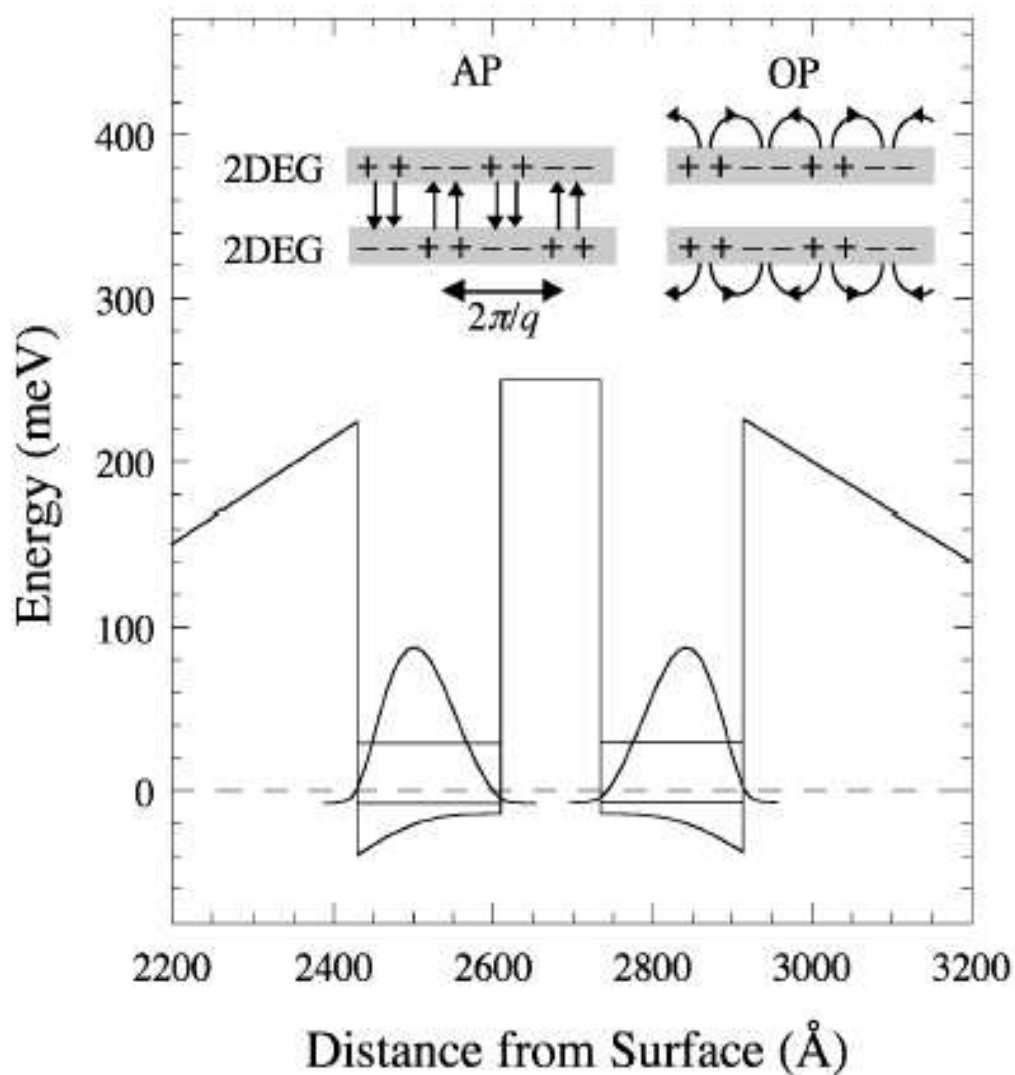 AP OP
400
2DEG + + — — + + — — + + — — + + — —
2DEG — — + + — — + + + + — — + + — —
300
2π/q
200
100
0
2200 2400 2600 2800 3000 3200
Energy (meV)
Distance from Surface (Å)